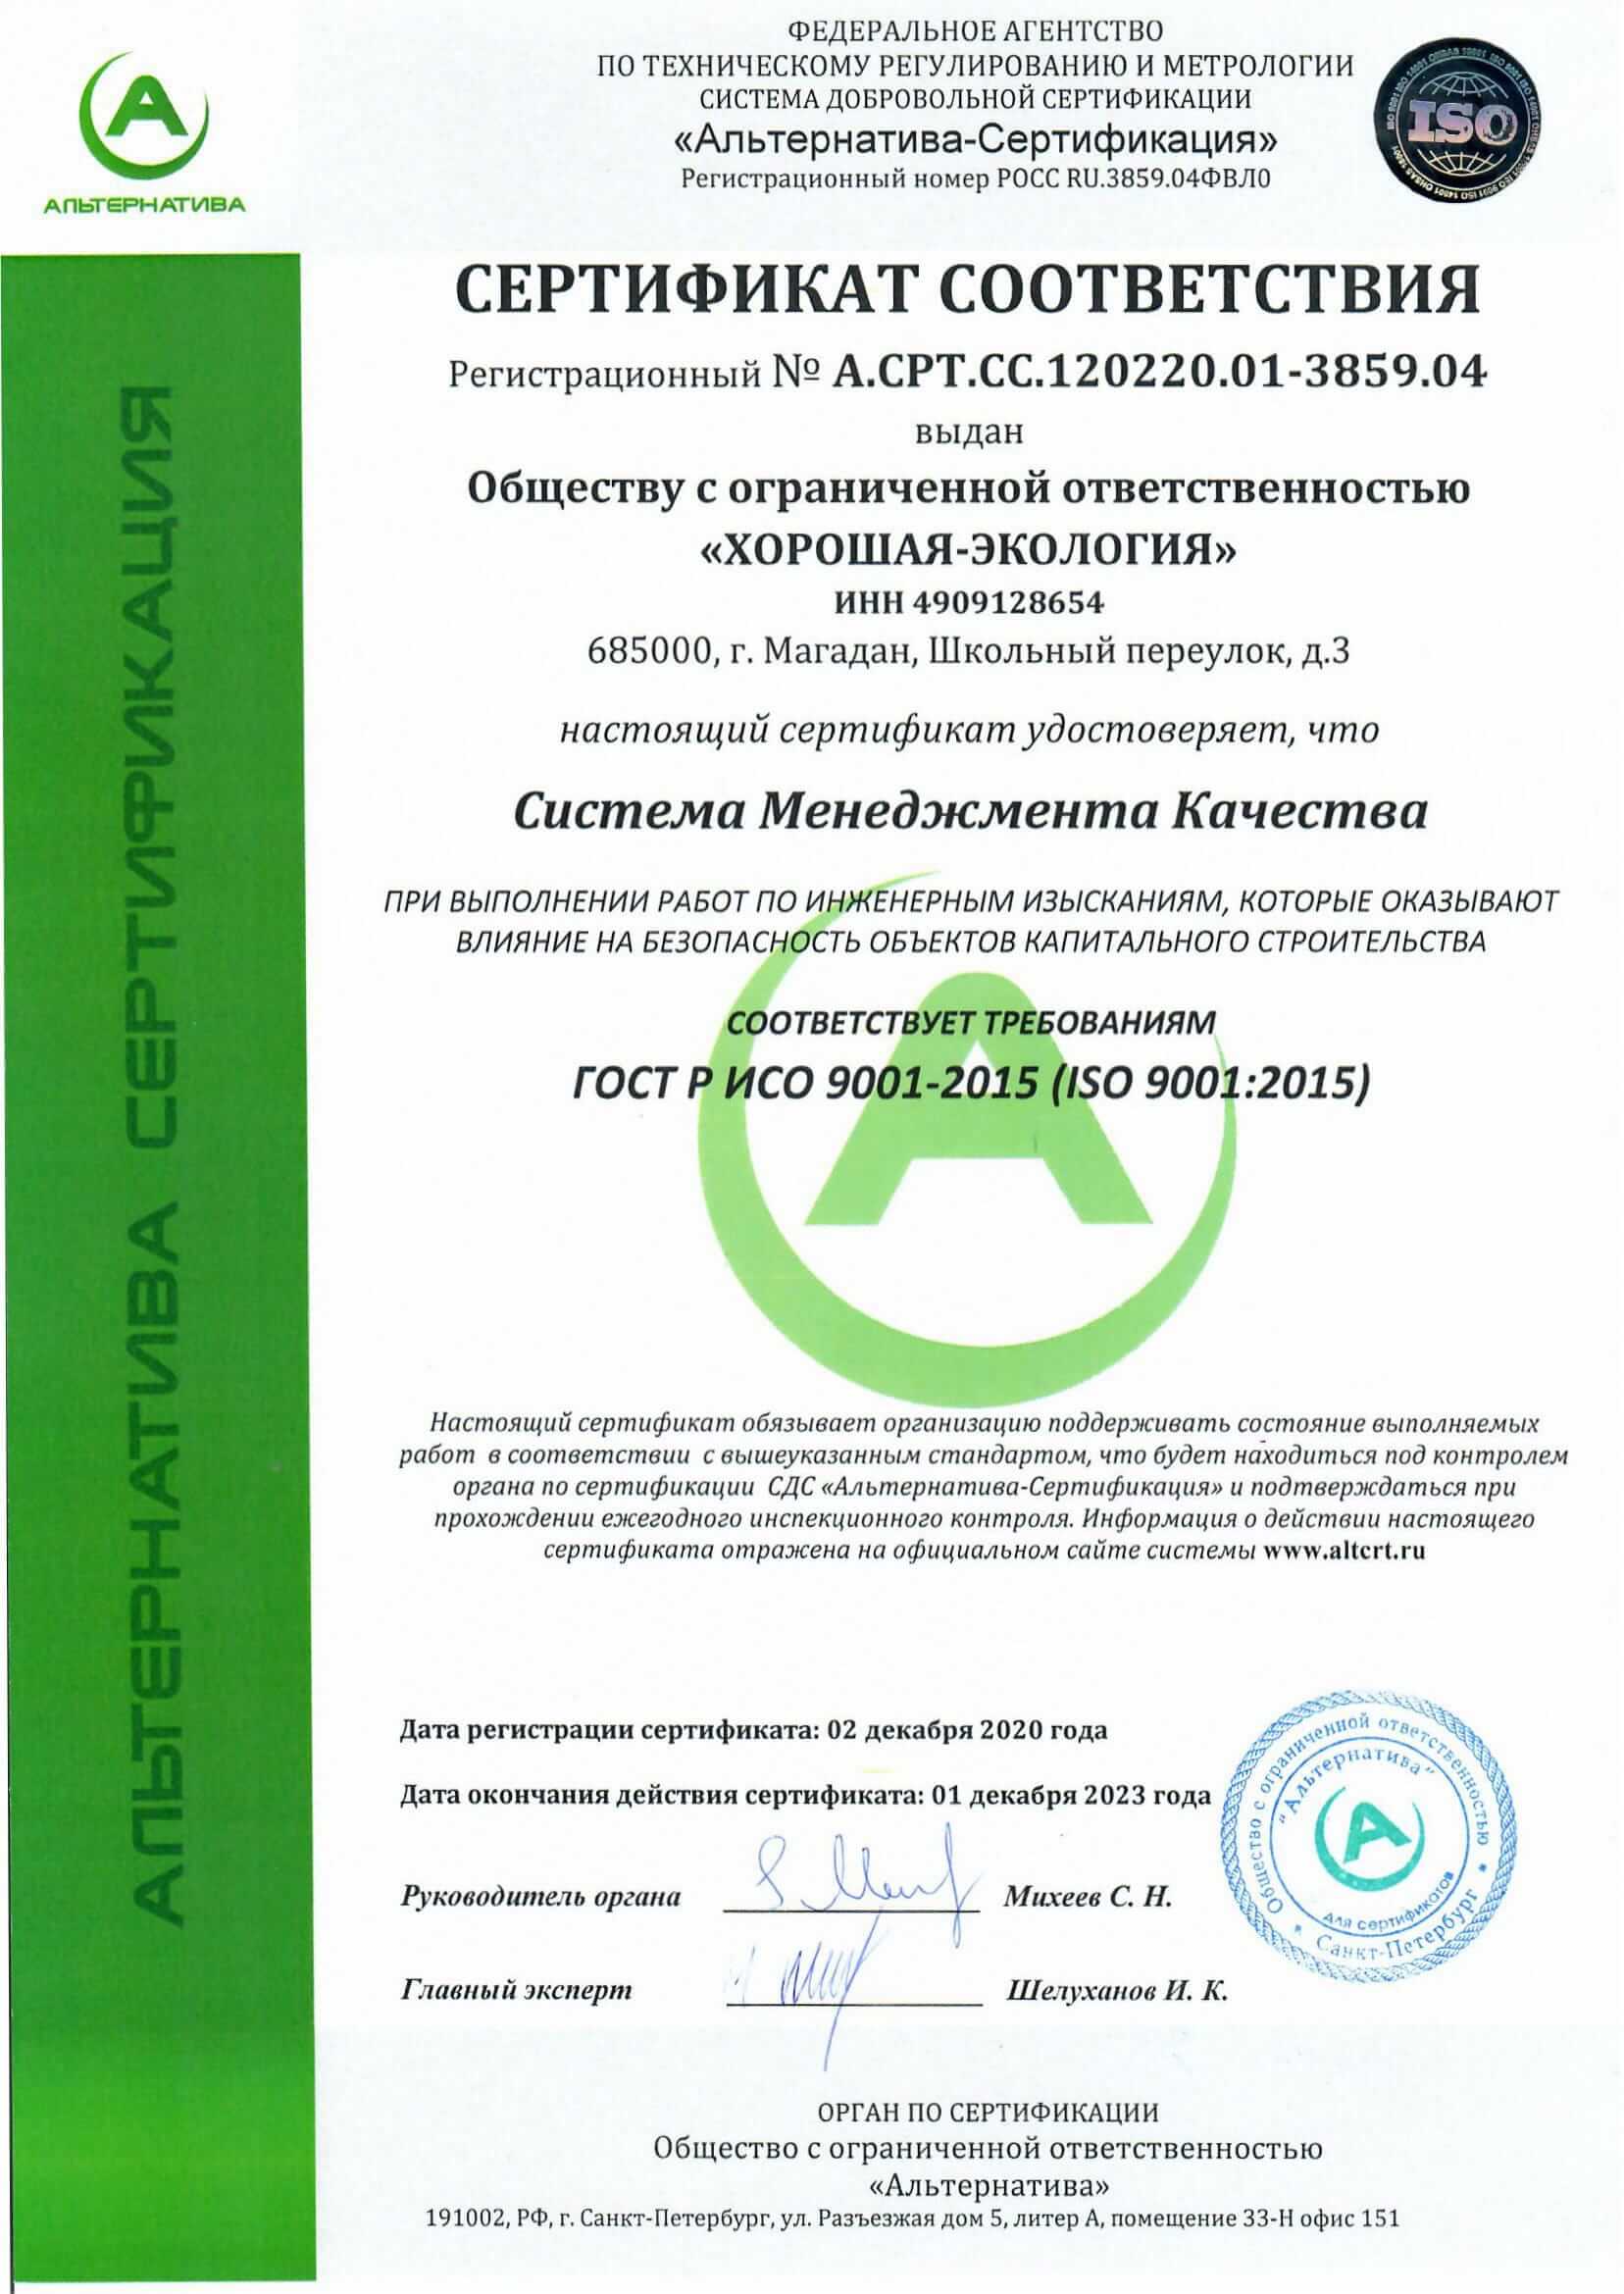 ФЕДЕРАЛЬНОЕ АГЕНТСТВО
ПО ТЕХНИЧЕСКОМУ РЕГУЛИРОВАНИЮ И МЕТРОЛОГИИ
СИСТЕМА ДОБРОВОЛЬНОЙ СЕРТИФИКАЦИИ
«Альтернатива-Сертификация»
Регистрационный номер РОСС RU.3859.04ФВЛ0
АЛЬТЕРНАТИВА
ISO
АЛЬТЕРНАТИВА СЕРТИФИКАЦИЯ
СЕРТИФИКАТ СООТВЕТСТВИЯ
Регистрационный № А.СРТ.СС.120220.01-3859.04
выдан
Обществу с ограниченной ответственностью
«ХОРОШАЯ-ЭКОЛОГИЯ»
ИНН 4909128654
685000, г. Магадан, Школьный переулок, д.3
настоящий сертификат удостоверяет, что
Система Менеджмента Качества
ПРИ ВЫПОЛНЕНИИ РАБОТ ПО ИНЖЕНЕРНЫМ ИЗЫСКАНИЯМ, КОТОРЫЕ ОКАЗЫВАЮТ
ВЛИЯНИЕ НА БЕЗОПАСНОСТЬ ОБЪЕКТОВ КАПИТАЛЬНОГО СТРОИТЕЛЬСТВА
СООТВЕТСТВУЕТ ТРЕБОВАНИЯМ
ГОСТ Р ИСО 9001-2015 (ISO 9001:2015)
Настоящий сертификат обязывает организацию поддерживать состояние выполняемых
работ в соответствии с вышеуказанным стандартом, что будет находиться под контролем
органа по сертификации СДС «Альтернатива-Сертификация» и подтверждаться при
прохождении ежегодного инспекционного контроля. Информация о действии настоящего
сертификата отражена на официальном сайте системы www.altcrt.ru
Дата регистрации сертификата: 02 декабря 2020 года
Дата окончания действия сертификата: 01 декабря 2023 года
Руководитель органа Михеев С. Н.
Главный эксперт Шелуханов И. К.
Общество с ограниченной ответственностью
"Альтернатива"
для сертификатов
Санкт-Петербург
ОРГАН ПО СЕРТИФИКАЦИИ
Общество с ограниченной ответственностью
«Альтернатива»
191002, РФ, г. Санкт-Петербург, ул. Разъезжая дом 5, литер А, помещение 33-Н офис 151